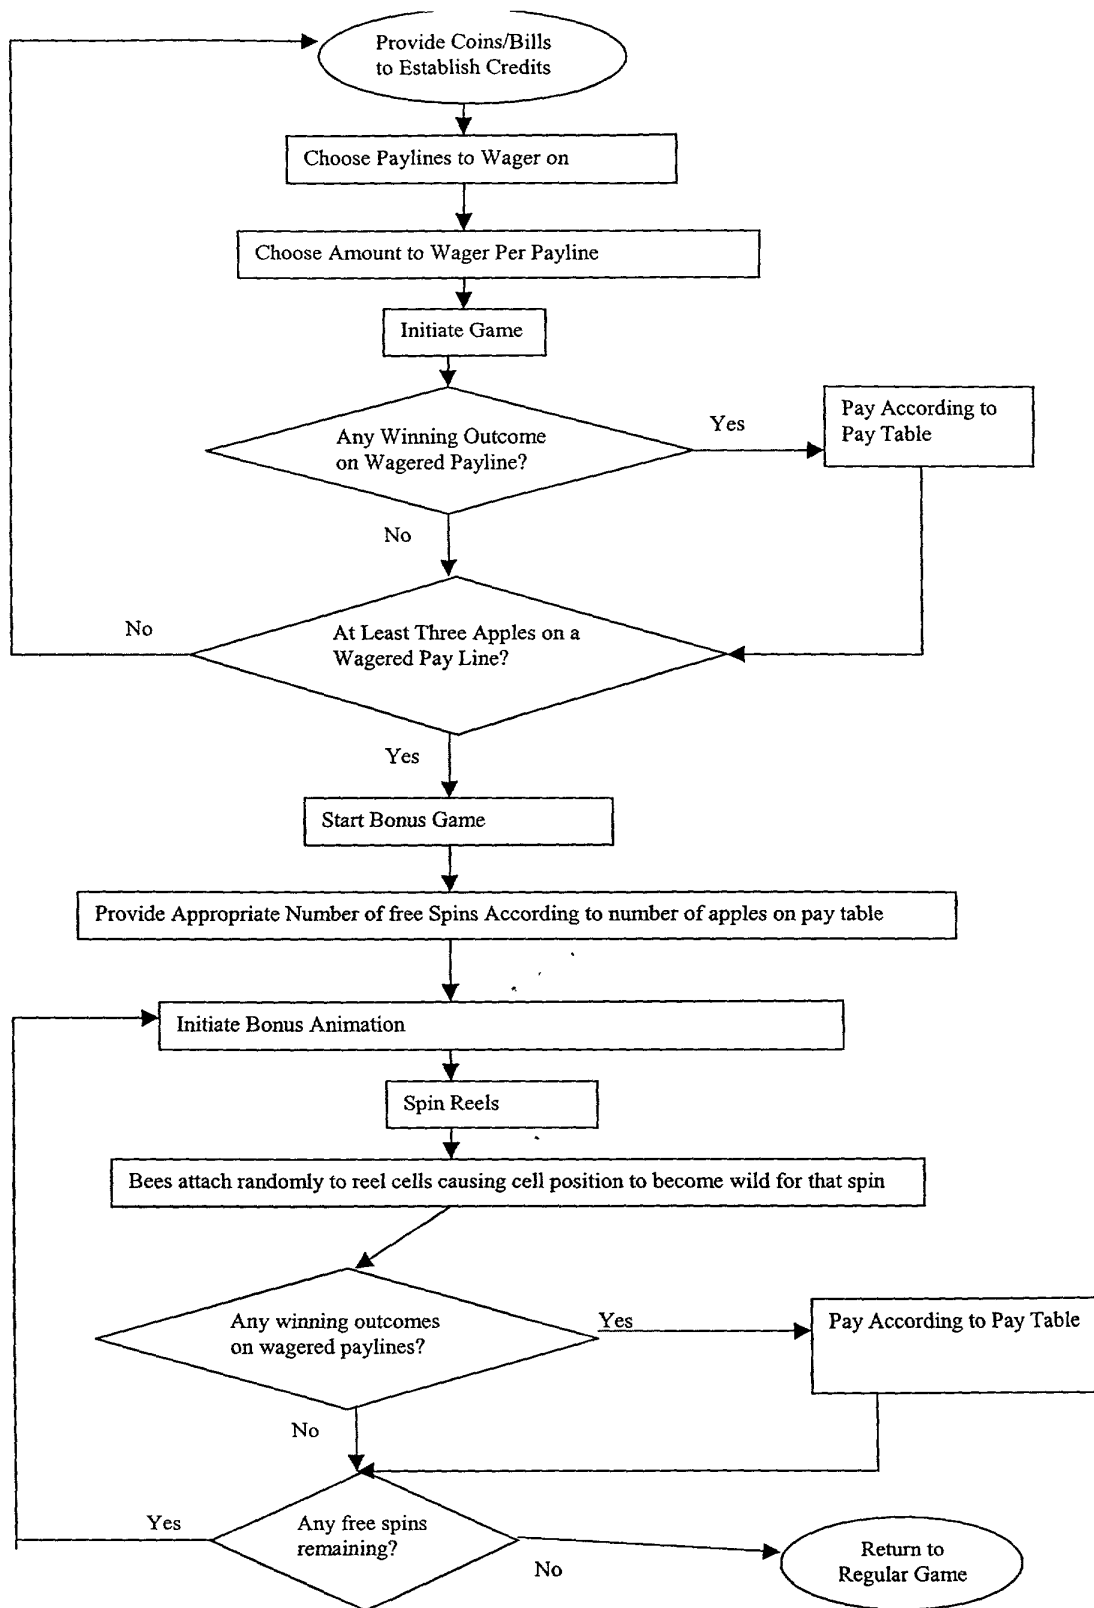 Provide Coins/Bills
to Establish Credits
Choose Paylines to Wager on
Choose Amount to Wager Per Payline
Initiate Game
Any Winning Outcome
on Wagered Payline?
Yes
Pay According to
Pay Table
No
No
At Least Three Apples on a
Wagered Pay Line?
Yes
Start Bonus Game
Provide Appropriate Number of free Spins According to number of apples on pay table
Initiate Bonus Animation
Spin Reels
Bees attach randomly to reel cells causing cell position to become wild for that spin
Any winning outcomes
on wagered paylines?
Yes
Pay According to Pay Table
No
Yes
Any free spins
remaining?
No
Return to
Regular Game